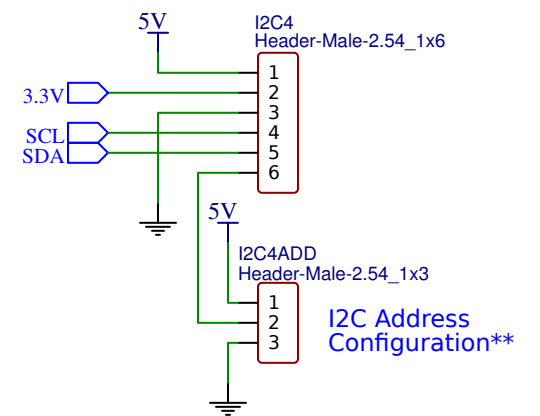 5V
I2C4
Header-Male-2.54_1x6
1
3.3V
2
3
SCL
4
SDA
5
6
5V
I2C4ADD
Header-Male-2.54_1x3
1
2
3
I2C Address
Configuration**